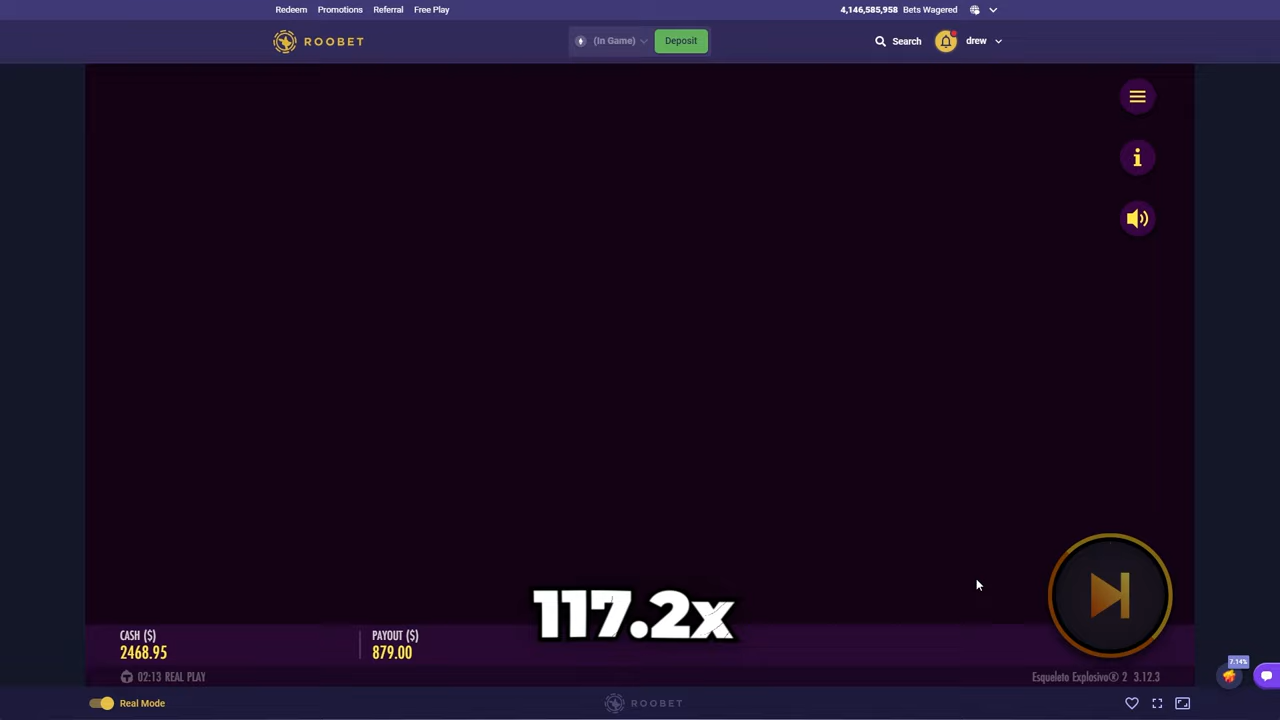 Redeem Promotions Referral Free Play 4,146,585,958 Bets Wagered
ROOBET (In Game) Deposit Search drew
117.2x
CASH ($) PAYOUT ($)
2468.95 879.00
02:13 REAL PLAY Esqueleto Explosivo® 2 3.12.3
7.14%
Real Mode ROOBET